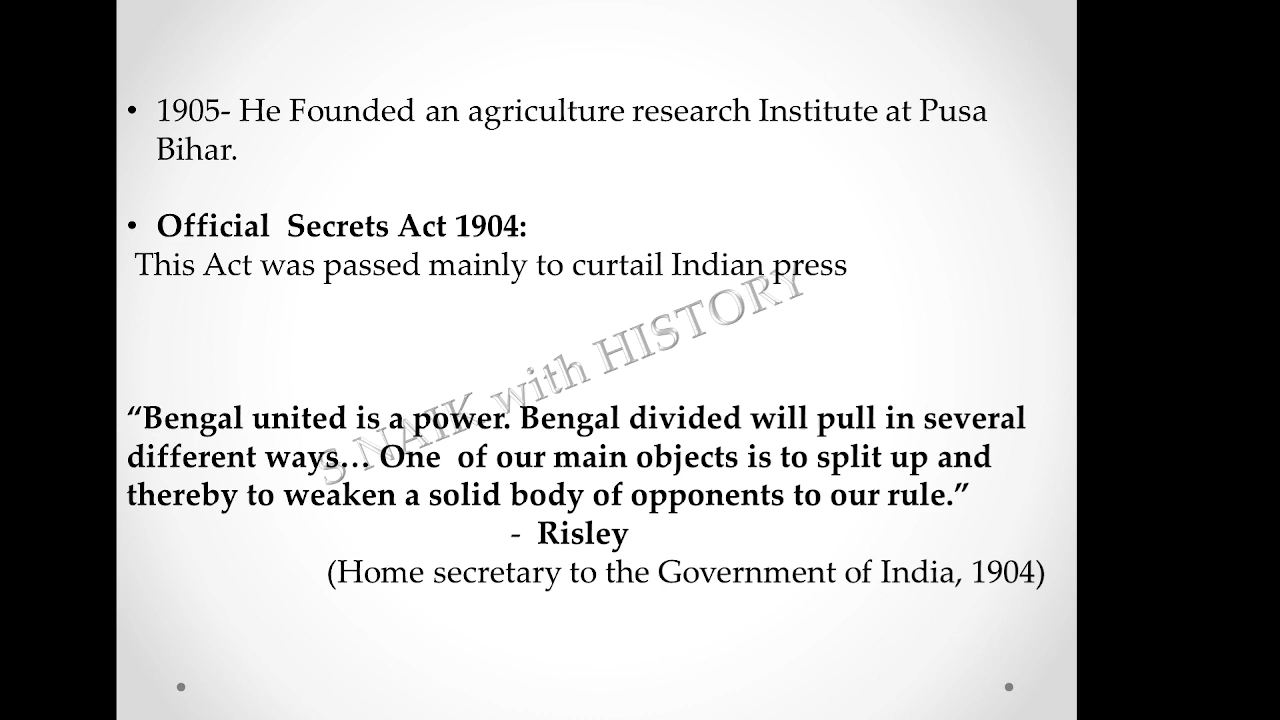 • 1905- He Founded an agriculture research Institute at Pusa
Bihar.
• Official Secrets Act 1904:
This Act was passed mainly to curtail Indian press
S NAIK with HISTORY
“Bengal united is a power. Bengal divided will pull in several
different ways… One of our main objects is to split up and
thereby to weaken a solid body of opponents to our rule.”
- Risley
(Home secretary to the Government of India, 1904)